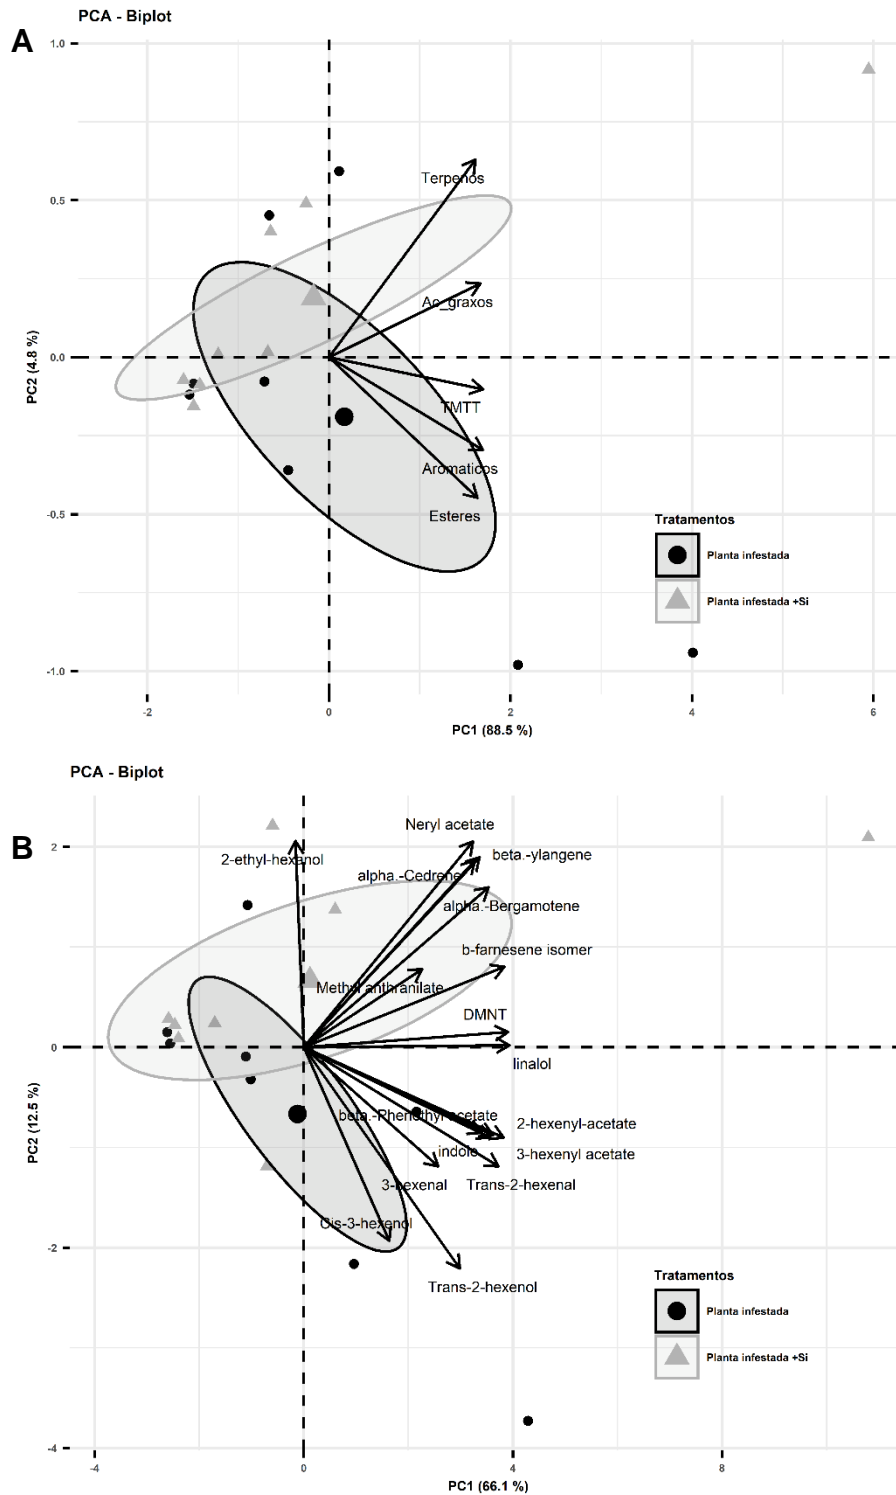 PCA - Biplot
A
1.0
0.5
0.0
-0.5
-1.0
PC2 (4.8 %)
Terpenos
Ac_graxos
TMTT
Aromaticos
Esteres
Tratamentos
Planta infestada
Planta infestada +Si
-2
0
2
4
6
PC1 (88.5 %)
PCA - Biplot
B
2
0
-2
-4
PC2 (12.5 %)
Neryl acetate
2-ethyl-hexanol
beta.-ylangene
alpha.-Cedrene
alpha.-Bergamotene
b-farnesene isomer
Methyl anthranilate
DMNT
linalol
beta.-Phenethyl acetate
2-hexenyl-acetate
indole
3-hexenyl acetate
3-hexenal
Trans-2-hexenal
Cis-3-hexenol
Trans-2-hexenol
Tratamentos
Planta infestada
Planta infestada +Si
-4
0
4
8
PC1 (66.1 %)